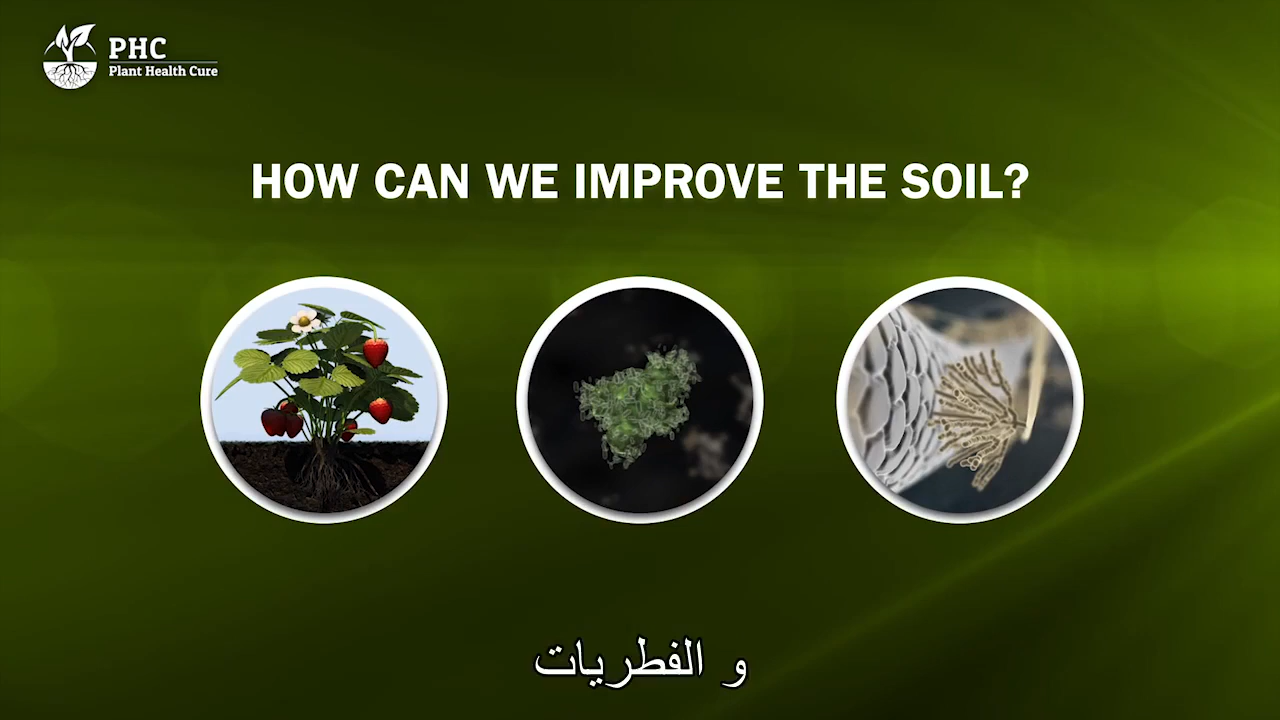 PHC
Plant Health Cure
HOW CAN WE IMPROVE THE SOIL?
و الفطريات